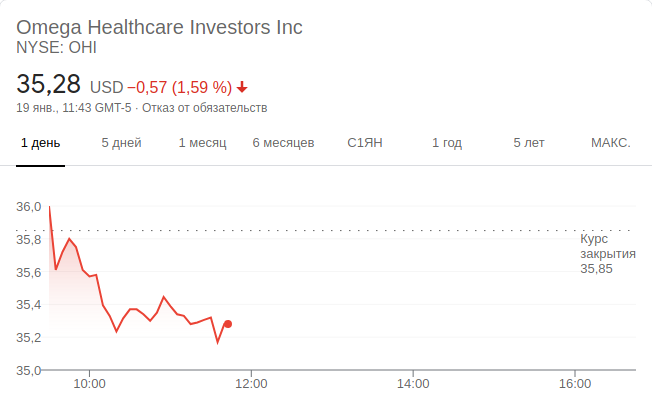 Omega Healthcare Investors Inc
NYSE: OHI
35,28 USD −0,57 (1,59 %)
19 янв., 11:43 GMT-5 · Отказ от обязательств
1 день 5 дней 1 месяц 6 месяцев С1ЯН 1 год 5 лет МАКС.
36,0
35,8
35,6
35,4
35,2
35,0
Курс
закрытия
35,85
10:00 12:00 14:00 16:00